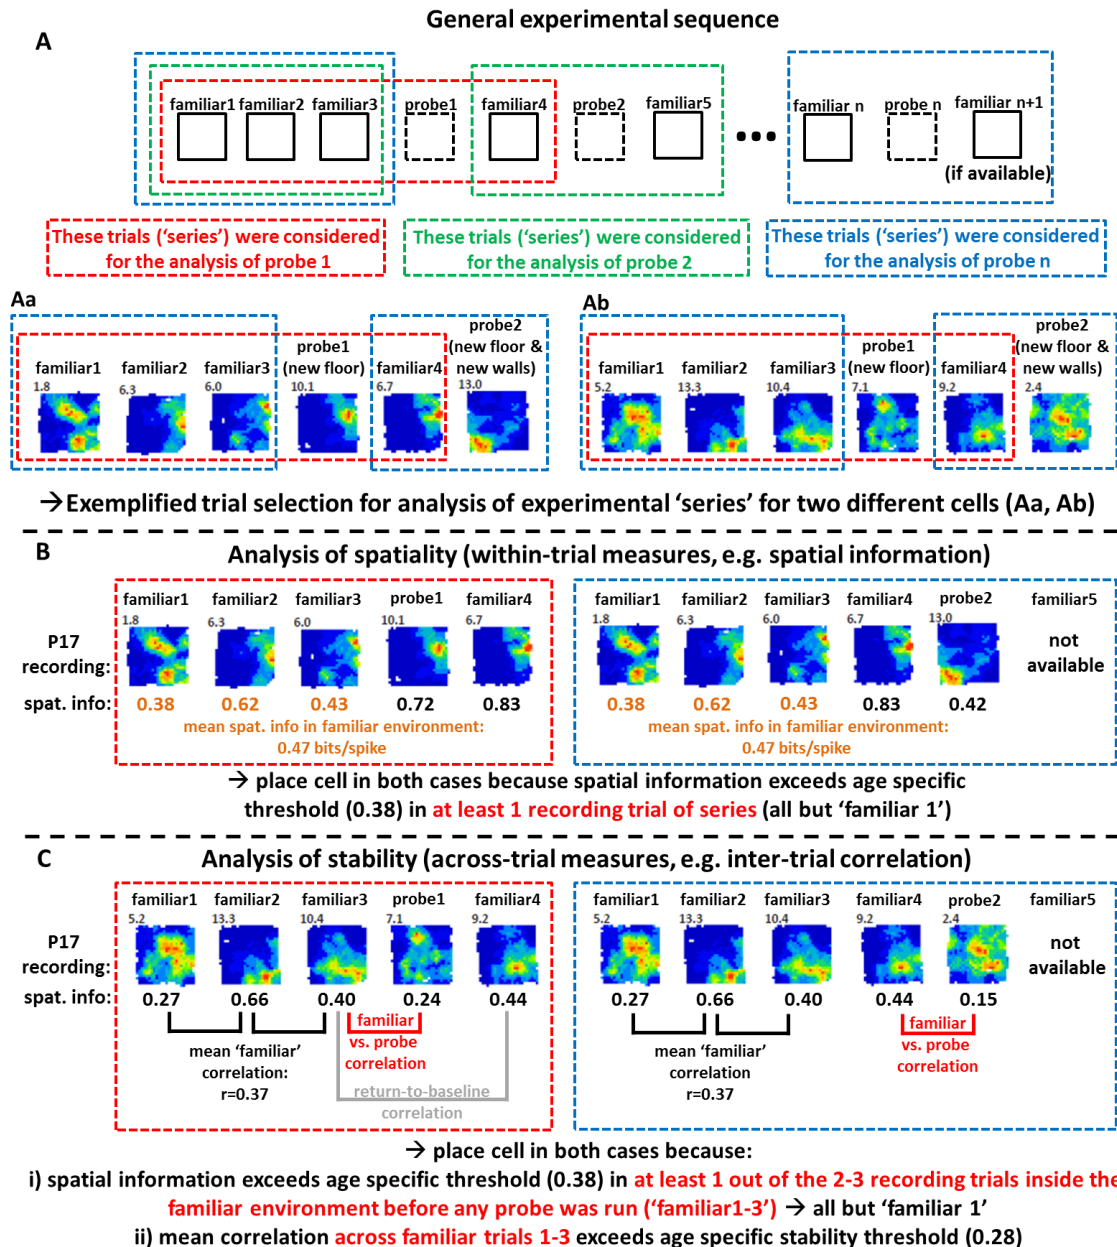 General experimental sequence
A
familiar1 familiar2 familiar3 probe1 familiar4 probe2 familiar5 ••• familiar n probe n familiar n+1
(if available)
These trials (‘series’) were considered
for the analysis of probe 1
These trials (‘series’) were considered
for the analysis of probe 2
These trials (‘series’) were considered
for the analysis of probe n
Aa
familiar1 familiar2 familiar3
probe1
(new floor)
familiar4
probe2
(new floor &
new walls)
1.8 6.3 6.0 10.1 6.7 13.0
Ab
familiar1 familiar2 familiar3
probe1
(new floor)
familiar4
probe2
(new floor &
new walls)
5.2 13.3 10.4 7.1 9.2 2.4
→Exemplified trial selection for analysis of experimental ‘series’ for two different cells (Aa, Ab)
B
Analysis of spatiality (within-trial measures, e.g. spatial information)
familiar1 familiar2 familiar3 probe1 familiar4
1.8 6.3 6.0 10.1 6.7
P17
recording:
spat. info: 0.38 0.62 0.43 0.72 0.83
mean spat. info in familiar environment:
0.47 bits/spike
familiar1 familiar2 familiar3 familiar4 probe2 familiar5
1.8 6.3 6.0 6.7 13.0
not
available
0.38 0.62 0.43 0.83 0.42
mean spat. info in familiar environment:
0.47 bits/spike
→ place cell in both cases because spatial information exceeds age specific
threshold (0.38) in at least 1 recording trial of series (all but ‘familiar 1’)
C
Analysis of stability (across-trial measures, e.g. inter-trial correlation)
familiar1 familiar2 familiar3 probe1 familiar4
5.2 13.3 10.4 7.1 9.2
P17
recording:
spat. info: 0.27 0.66 0.40 0.24 0.44
mean ‘familiar’
correlation:
r=0.37
familiar
vs. probe
correlation
return-to-baseline
correlation
familiar1 familiar2 familiar3 familiar4 probe2 familiar5
5.2 13.3 10.4 9.2 2.4
not
available
0.27 0.66 0.40 0.44 0.15
mean ‘familiar’
correlation
r=0.37
familiar
vs. probe
correlation
→ place cell in both cases because:
i) spatial information exceeds age specific threshold (0.38) in at least 1 out of the 2-3 recording trials inside the
familiar environment before any probe was run (‘familiar1-3’) → all but ‘familiar 1’
ii) mean correlation across familiar trials 1-3 exceeds age specific stability threshold (0.28)